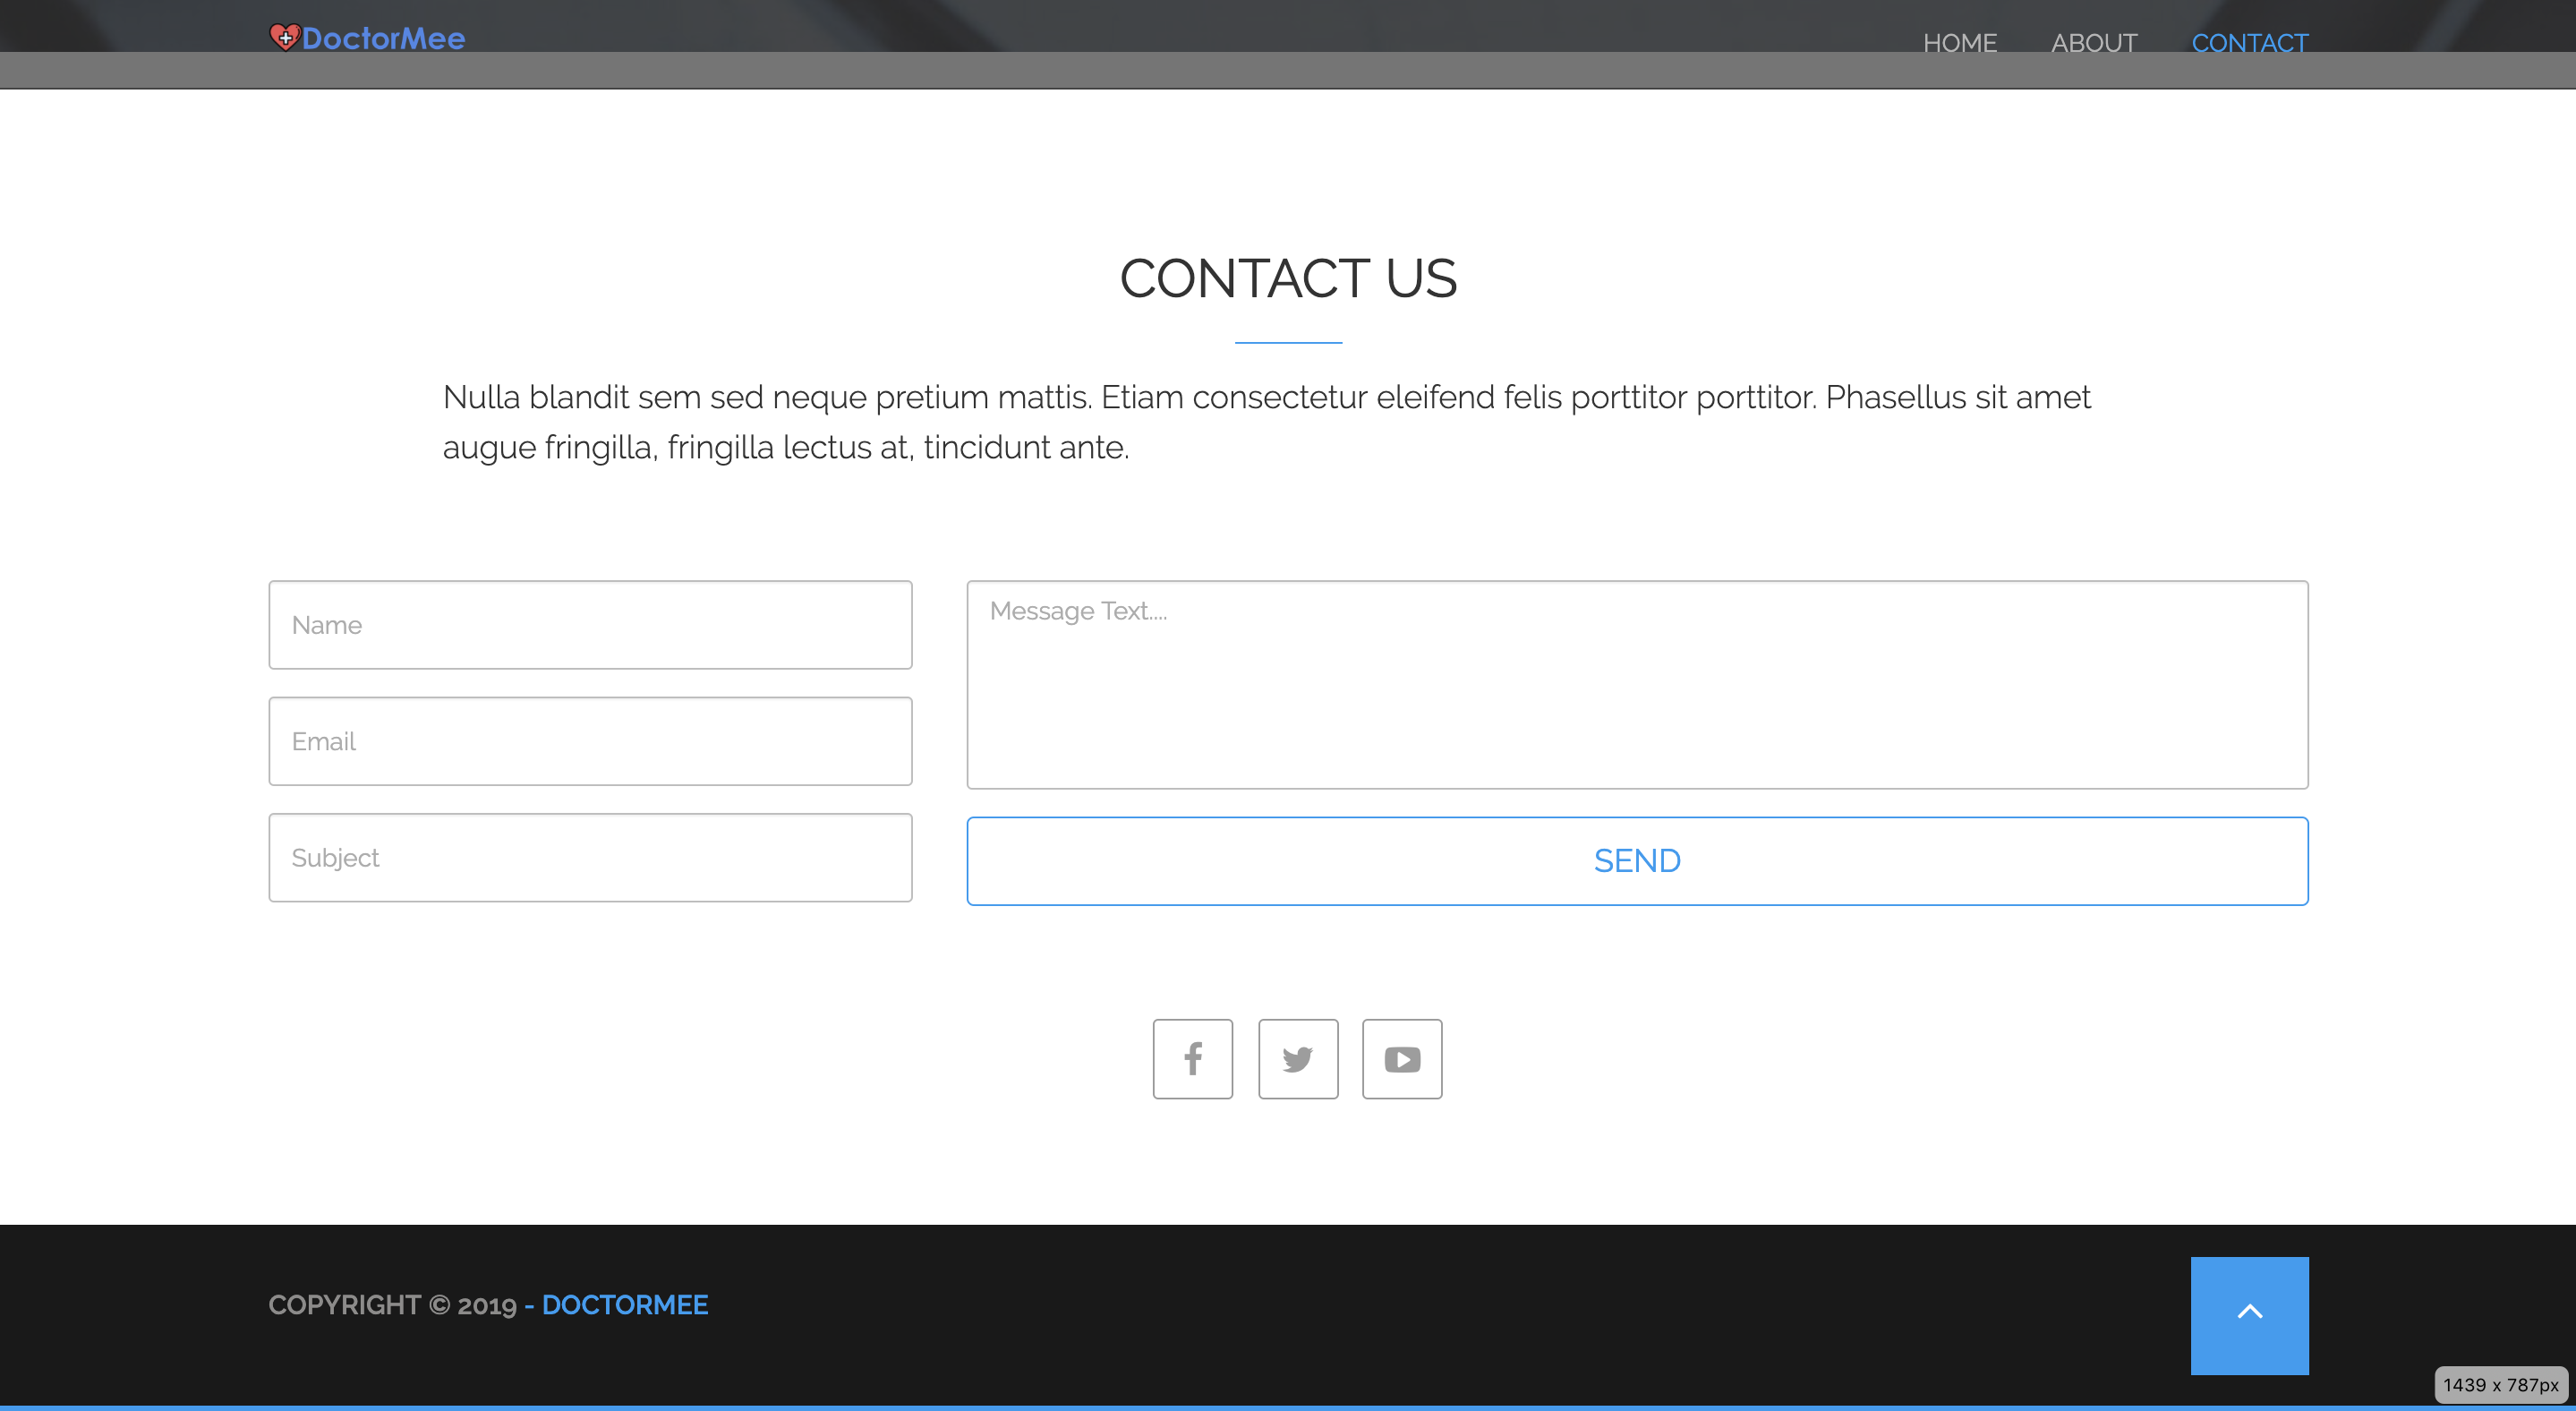 DoctorMee
HOME ABOUT CONTACT
CONTACT US
Nulla blandit sem sed neque pretium mattis. Etiam consectetur eleifend felis porttitor porttitor. Phasellus sit amet
augue fringilla, fringilla lectus at, tincidunt ante.
Name
Email
Subject
Message Text....
SEND
COPYRIGHT © 2019 - DOCTORMEE
1439 x 787px